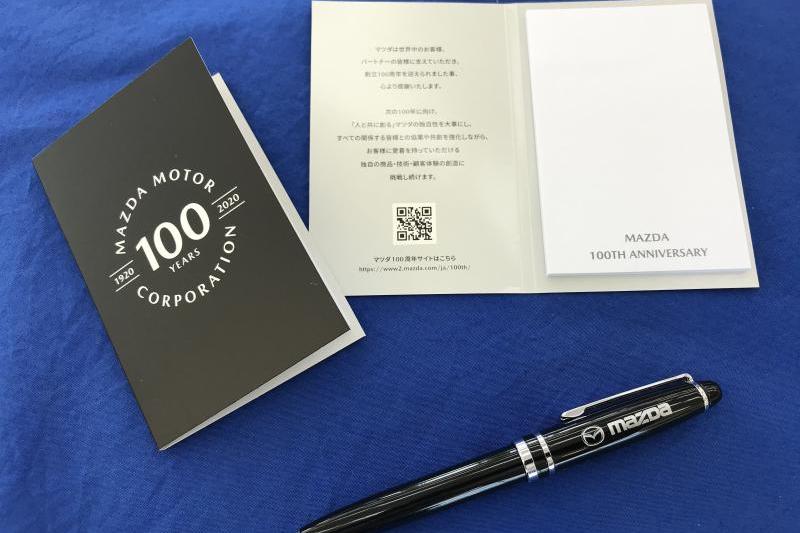 MAZDA MOTOR
1920
100
YEARS
2020
CORPORATION
マツダは世界中のお客様、
パートナーの皆様に支えていただき、
創立100周年を迎えられました事、
心より感謝いたします。
次の100年に向け、
「人と共に創る」マツダの独自性を大事にし、
すべての関係する皆様との協業や共創を強化しながら、
お客様に愛着を持っていただける
独自の商品・技術・顧客体験の創造に
挑戦し続けます。
マツダ100周年サイトはこちら
https://www2.mazda.com/ja/100th/
MAZDA
100TH ANNIVERSARY
mazda